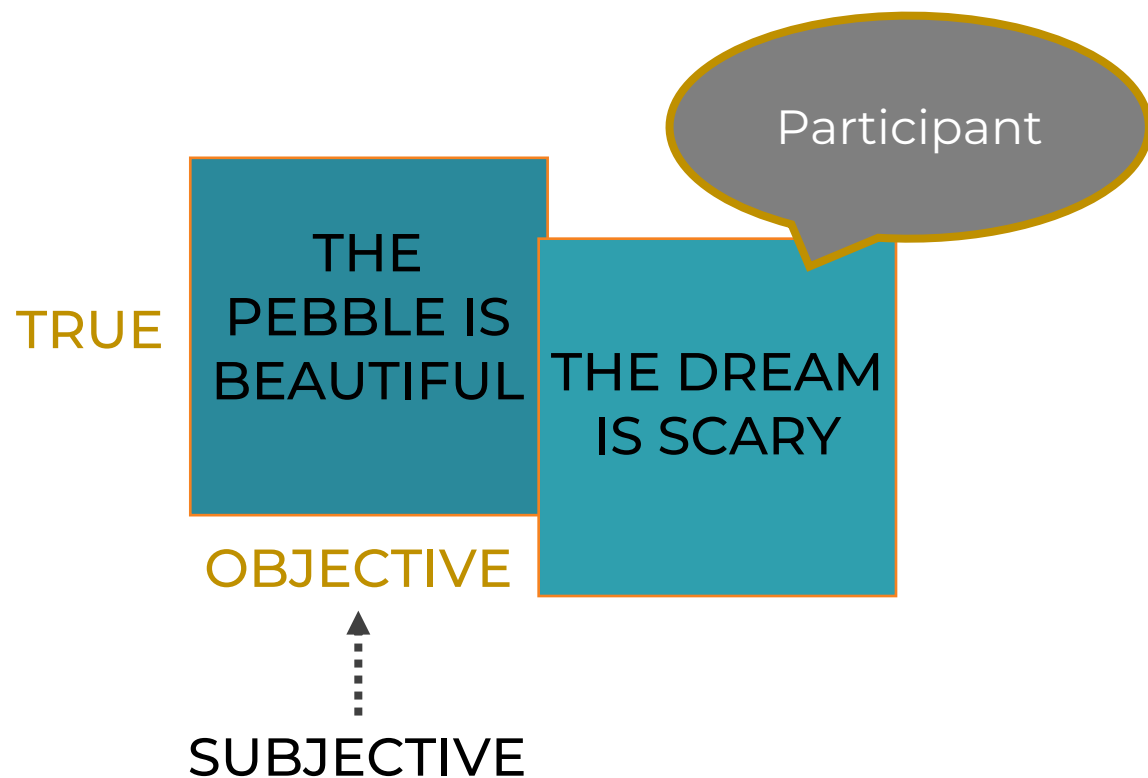 Participant
TRUE
THE
PEBBLE IS
BEAUTIFUL
THE DREAM
IS SCARY
OBJECTIVE
SUBJECTIVE